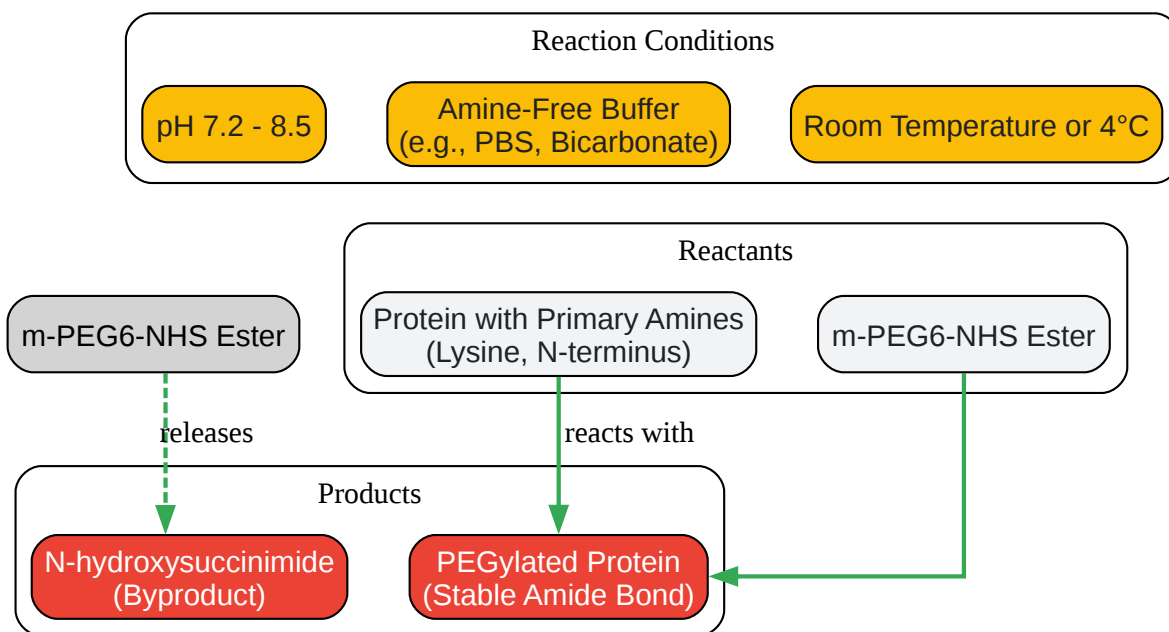 Reaction Conditions
pH 7.2 - 8.5
Amine-Free Buffer
(e.g., PBS, Bicarbonate)
Room Temperature or 4°C
Reactants
m-PEG6-NHS Ester
Protein with Primary Amines
(Lysine, N-terminus)
m-PEG6-NHS Ester
releases
reacts with
Products
N-hydroxysuccinimide
(Byproduct)
PEGylated Protein
(Stable Amide Bond)